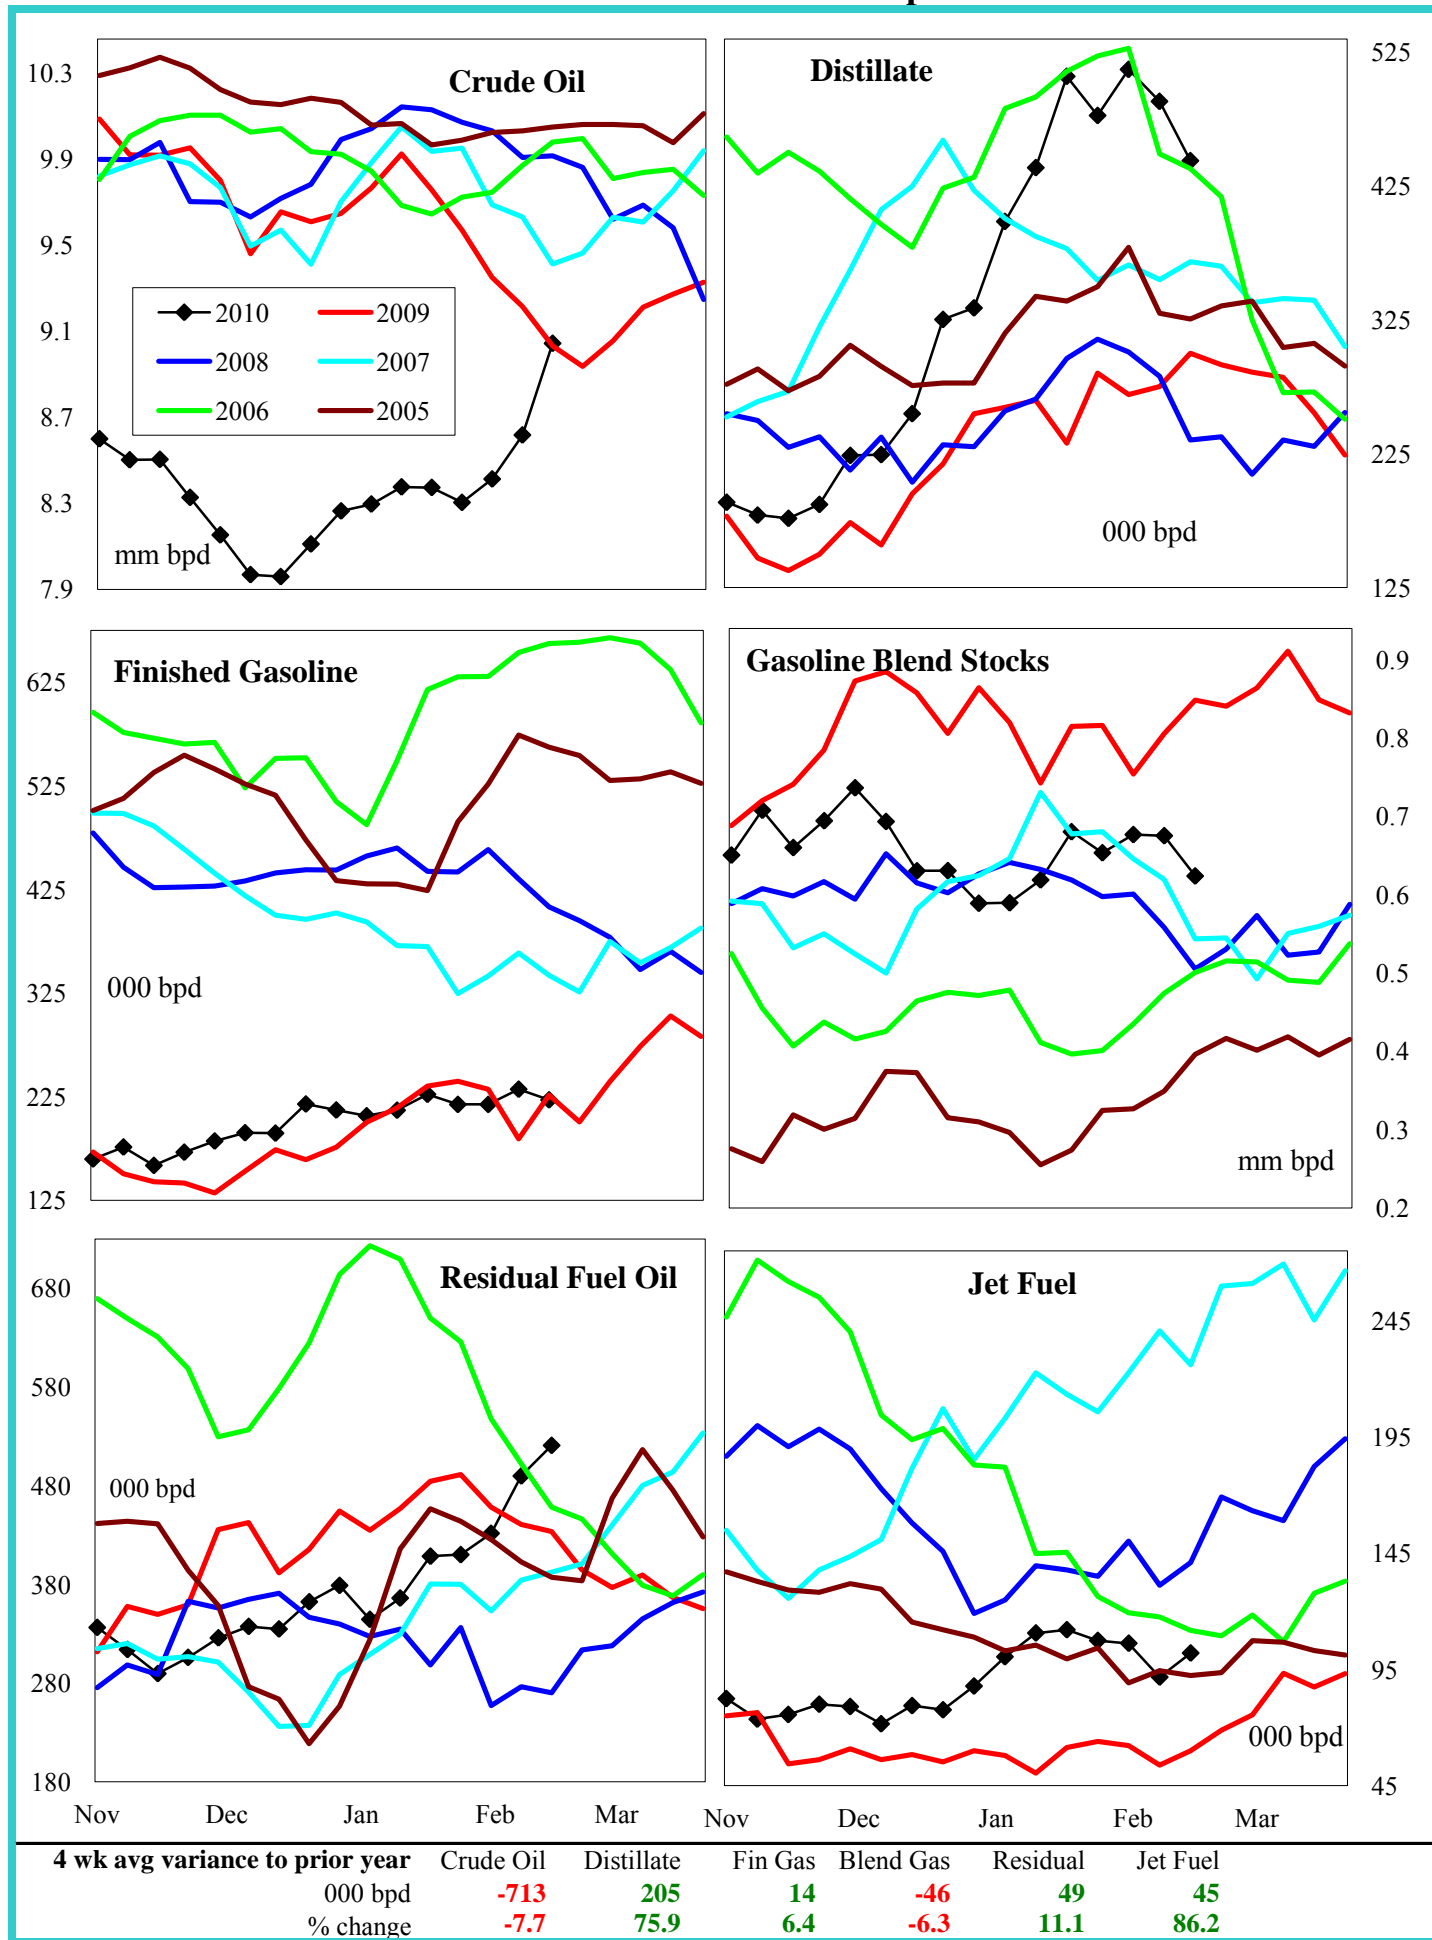 Crude Oil
10.3
9.9
9.5
9.1
8.7
8.3
7.9
2010 2009
2008 2007
2006 2005
mm bpd
Distillate
525
425
325
225
125
000 bpd
Finished Gasoline
625
525
425
325
225
125
000 bpd
Gasoline Blend Stocks
0.9
0.8
0.7
0.6
0.5
0.4
0.3
0.2
mm bpd
Residual Fuel Oil
680
580
480
380
280
180
000 bpd
Nov Dec Jan Feb Mar
Jet Fuel
245
195
145
95
45
000 bpd
Nov Dec Jan Feb Mar
4 wk avg variance to prior year Crude Oil Distillate Fin Gas Blend Gas Residual Jet Fuel
000 bpd -713 205 14 -46 49 45
% change -7.7 75.9 6.4 -6.3 11.1 86.2